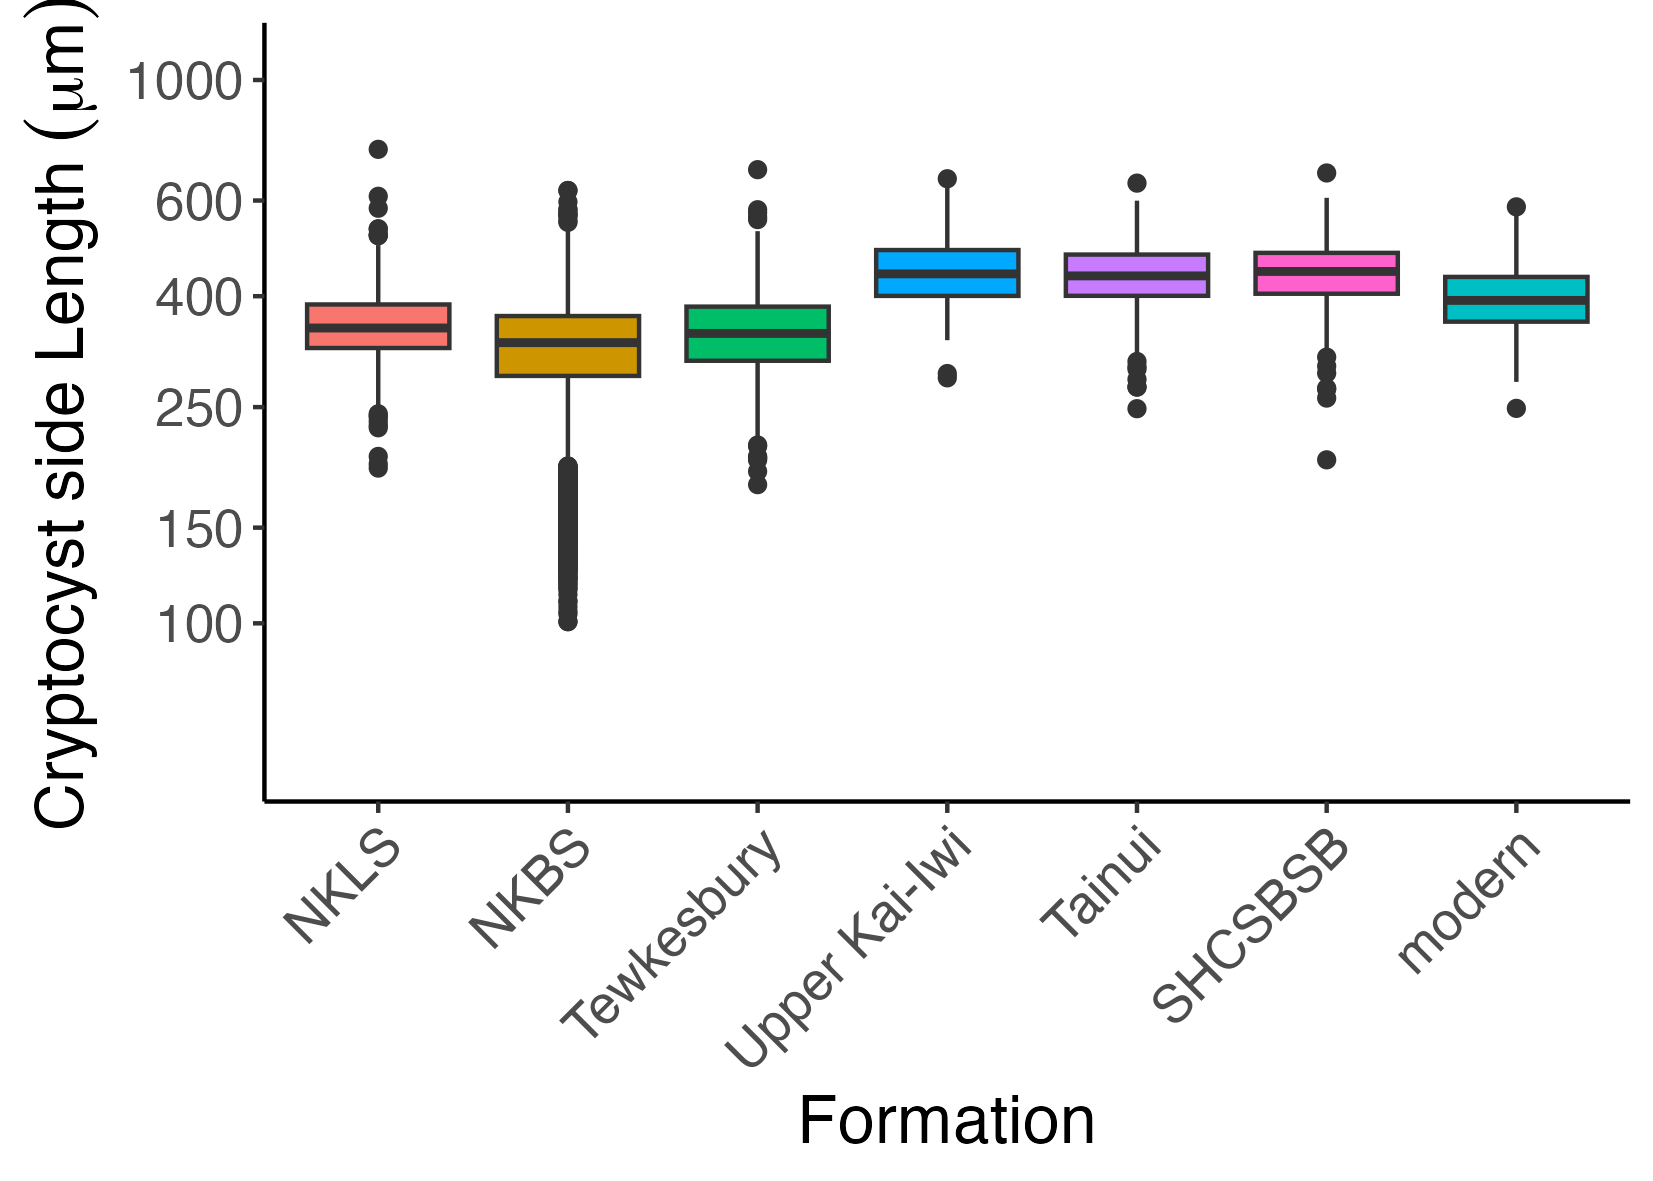 Cryptocyst side Length (μm)
1000
600
400
250
150
100
NKLS
NKBS
Tewkesbury
Upper Kai-Iwi
Tainui
SHCSBSB
modern
Formation